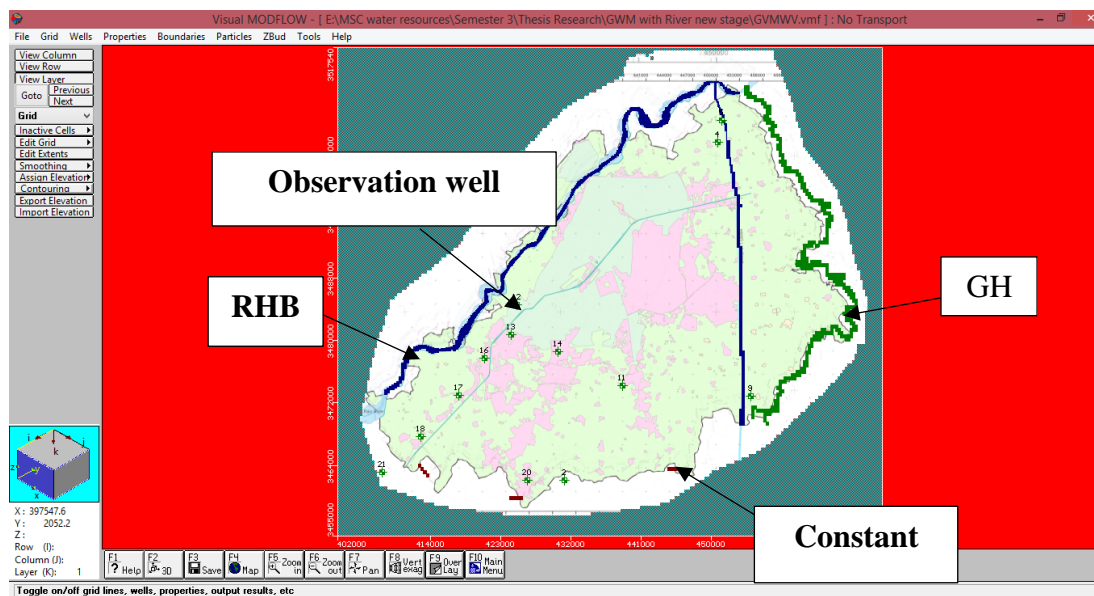 Visual MODFLOW - [ E:\MSC water resources\Semester 3\Thesis Research\GWM with River new stage\GVMWV.vmf ] : No Transport
File Grid Wells Properties Boundaries Particles ZBud Tools Help
View Column
View Row
View Layer
Goto
Previous
Next
Grid
Inactive Cells
Edit Grid
Edit Extents
Smoothing
Assign Elevation
Contouring
Export Elevation
Import Elevation
3517540
3488000
3480000
3472000
3464000
3455000
Observation well
RHB
GH
Constant
4
2
13
16
14
11
17
9
18
21
20
2
402000 414000 423000 432000 441000 450000
X : 397547.6
Y : 2052.2
Z :
Row (I):
Column (J):
Layer (K): 1
F1 ? Help
F2 3D
F3 Save
F4 Map
F5 Zoom in
F6 Zoom out
F7 Pan
F8 Vert exag
F9 Over Lay
F10 Main Menu
Toggle on/off grid lines, wells, properties, output results, etc